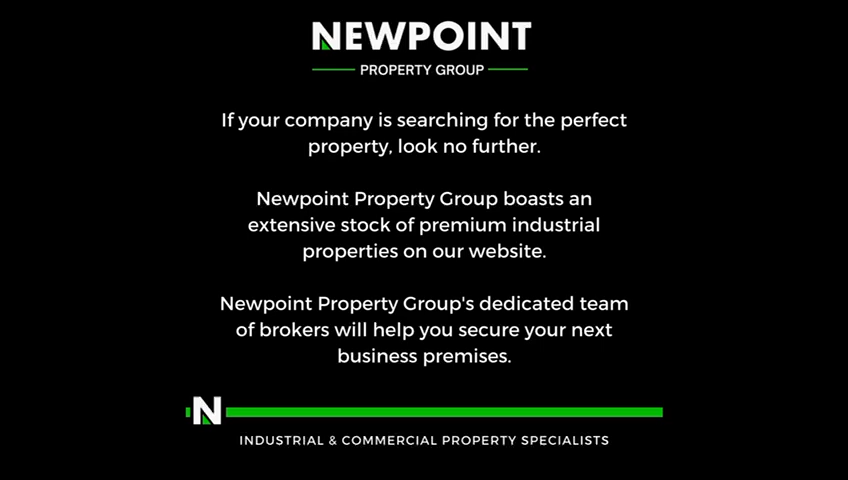 NEWPOINT
PROPERTY GROUP
If your company is searching for the perfect
property, look no further.
Newpoint Property Group boasts an
extensive stock of premium industrial
properties on our website.
Newpoint Property Group's dedicated team
of brokers will help you secure your next
business premises.
N
INDUSTRIAL & COMMERCIAL PROPERTY SPECIALISTS